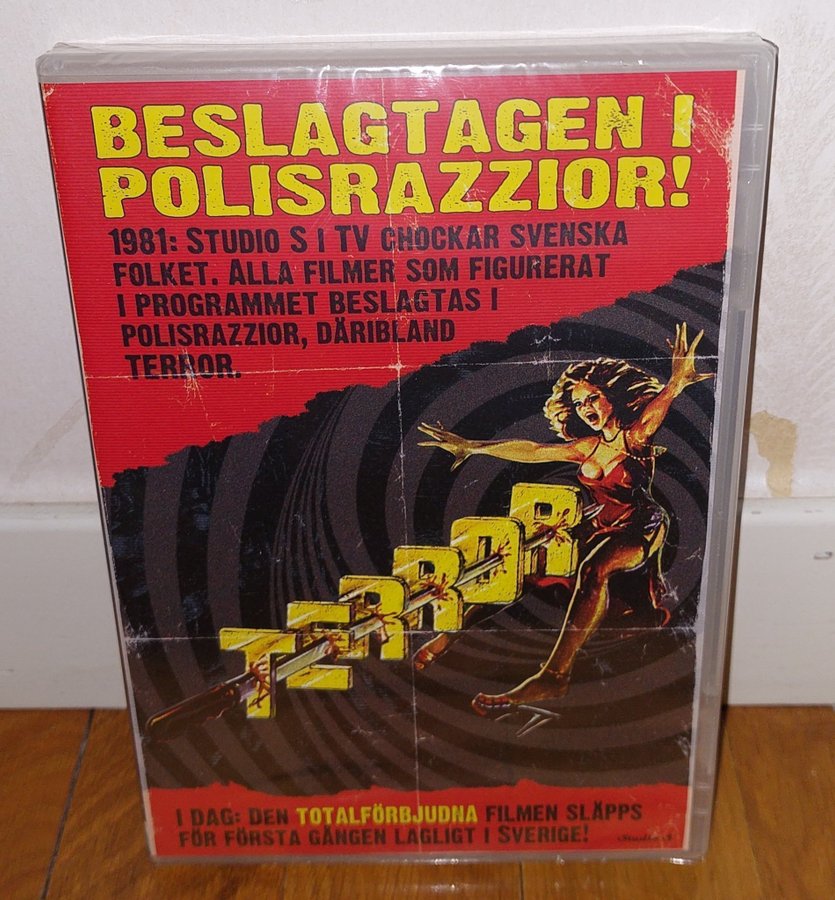 BESLAGTAGEN I
POLISRAZZIOR!
1981: STUDIO S I TV CHOCKAR SVENSKA
FOLKET. ALLA FILMER SOM FIGURERAT
I PROGRAMMET BESLAGTAS I
POLISRAZZIOR, DÄRIBLAND
TERROR.
TERROR
I DAG: DEN TOTALFÖRBJUDNA FILMEN SLÄPPS
FÖR FÖRSTA GÅNGEN LAGLIGT I SVERIGE!
Studio S